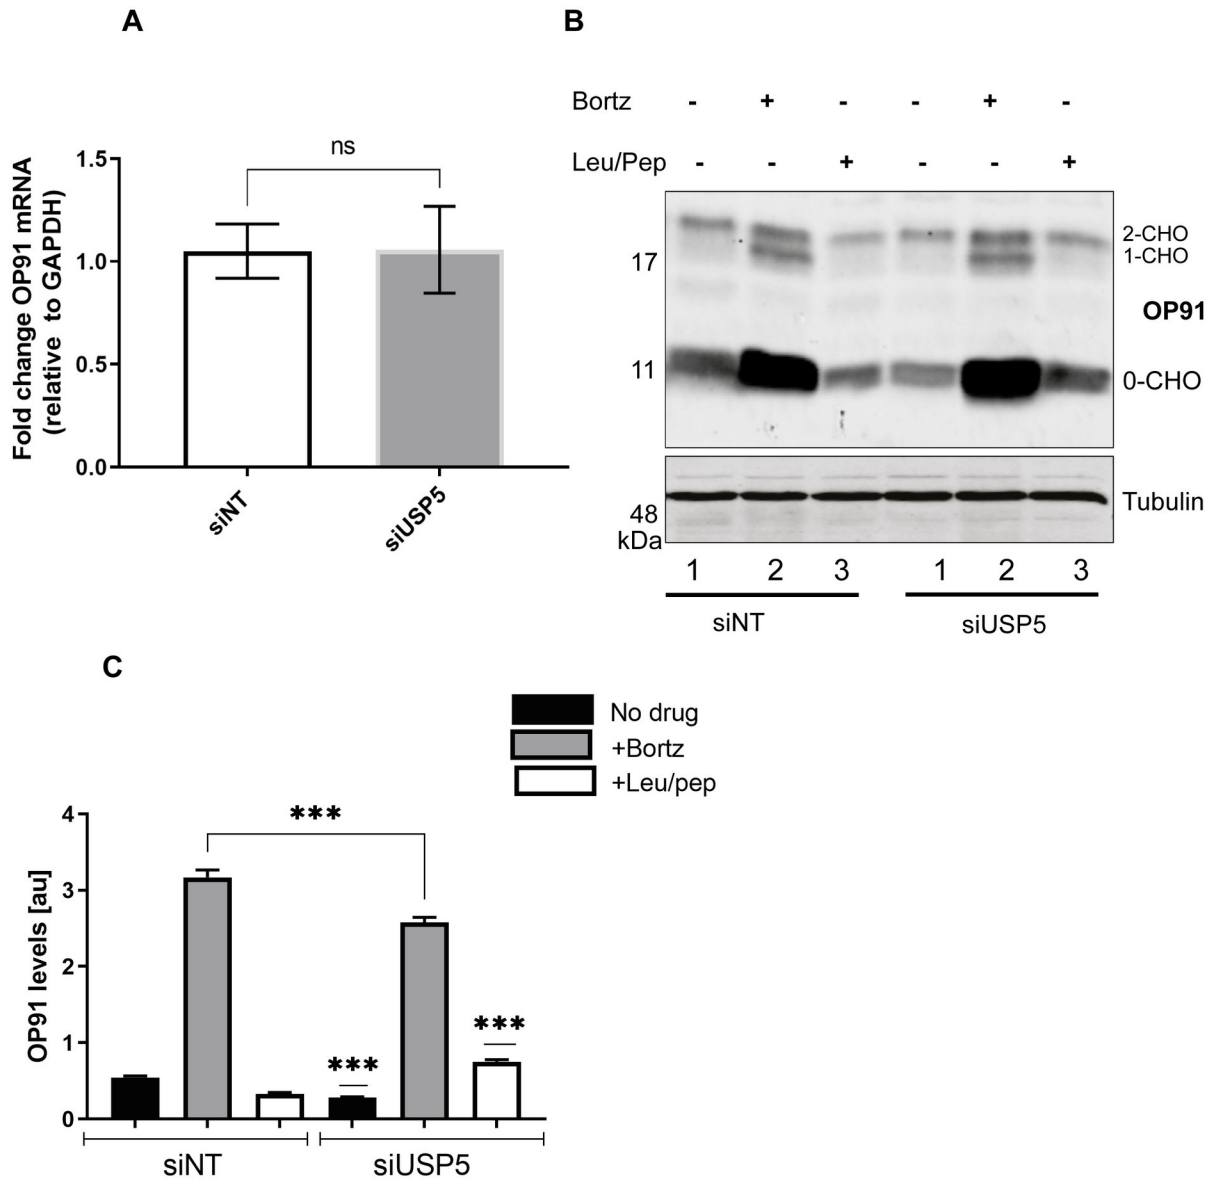 A
B
Bortz - + - - + -
Leu/Pep - - + - - +
ns
Fold change OP91 mRNA
(relative to GAPDH)
1.5
1.0
0.5
0.0
siNT
siUSP5
17
11
2-CHO
1-CHO
OP91
0-CHO
Tubulin
48
kDa
1 2 3 1 2 3
siNT siUSP5
C
No drug
+Bortz
+Leu/pep
OP91 levels [au]
4
3
2
1
0
***
***
***
siNT siUSP5